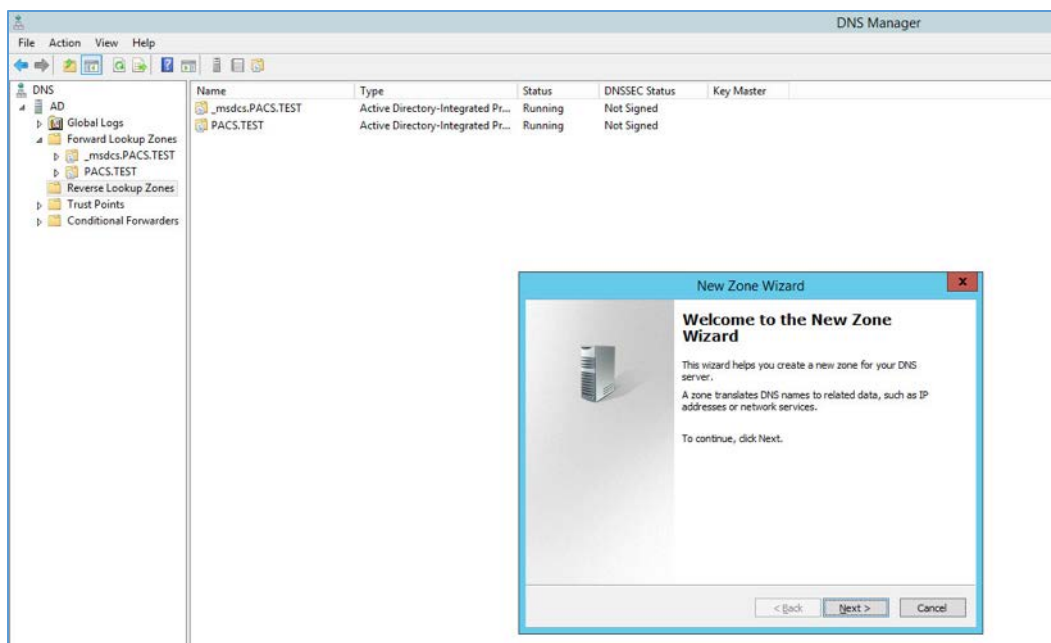 DNS Manager
File Action View Help
DNS
AD
Global Logs
Forward Lookup Zones
_msdcs.PACS.TEST
PACS.TEST
Reverse Lookup Zones
Trust Points
Conditional Forwarders
Name Type Status DNSSEC Status Key Master
_msdcs.PACS.TEST Active Directory-Integrated Pr... Running Not Signed
PACS.TEST Active Directory-Integrated Pr... Running Not Signed
New Zone Wizard
x
Welcome to the New Zone
Wizard
This wizard helps you create a new zone for your DNS
server.
A zone translates DNS names to related data, such as IP
addresses or network services.
To continue, click Next.
< Back Next > Cancel